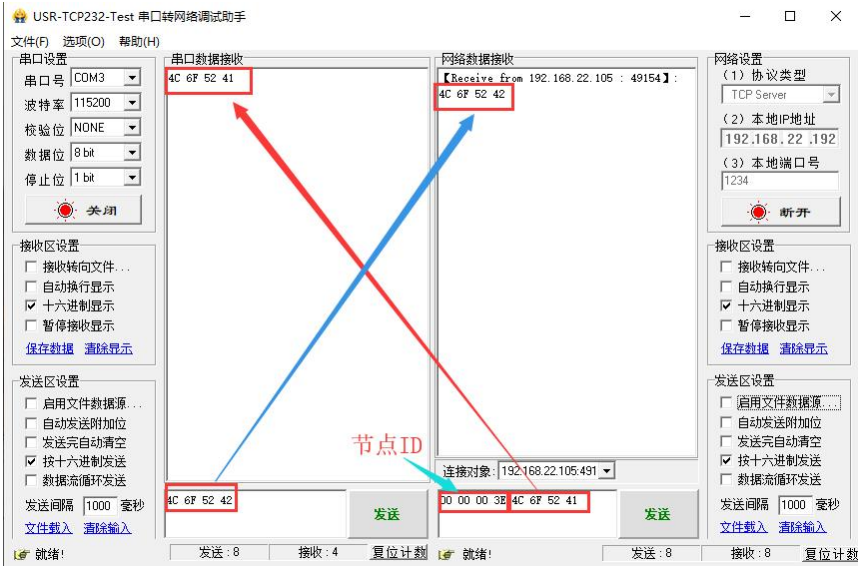 USR-TCP232-Test 串口转网络调试助手
文件(F) 选项(O) 帮助(H)
串口设置
串口号 COM3
波特率 115200
校验位 NONE
数据位 8 bit
停止位 1 bit
关闭
接收区设置
接收转向文件...
自动换行显示
十六进制显示
暂停接收显示
保存数据 清除显示
发送区设置
启用文件数据源...
自动发送附加位
发送完自动清空
按十六进制发送
数据流循环发送
发送间隔 1000 毫秒
文件载入 清除输入
就绪!
串口数据接收
4C 6F 52 41
4C 6F 52 42
发送
发送 : 8 接收 : 4 复位计数
网络数据接收
【Receive from 192.168.22.105 : 49154】:
4C 6F 52 42
节点ID
连接对象: 192.168.22.105:491
00 00 00 3E 4C 6F 52 41
发送
就绪!
发送 : 8 接收 : 8 复位计数
网络设置
(1) 协议类型
TCP Server
(2) 本地IP地址
192.168.22.192
(3) 本地端口号
1234
断开
接收区设置
接收转向文件...
自动换行显示
十六进制显示
暂停接收显示
保存数据 清除显示
发送区设置
启用文件数据源...
自动发送附加位
发送完自动清空
按十六进制发送
数据流循环发送
发送间隔 1000 毫秒
文件载入 清除输入